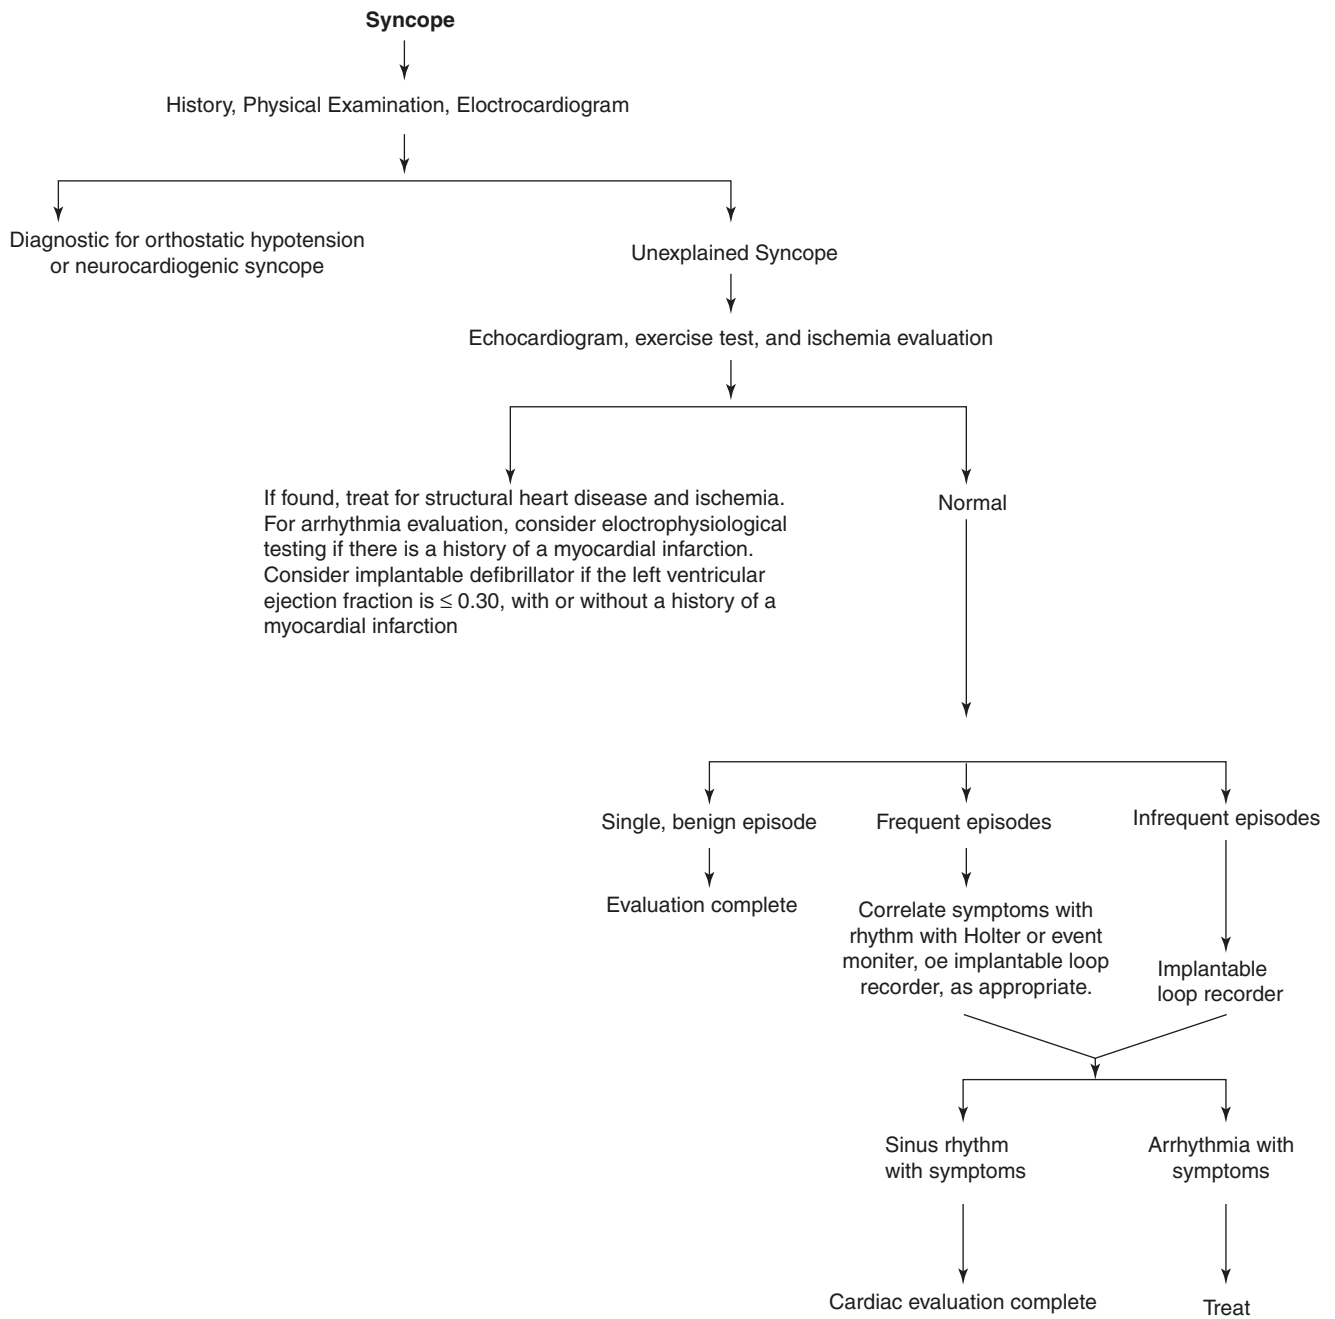 Syncope
History, Physical Examination, Eloctrocardiogram
Diagnostic for orthostatic hypotension
or neurocardiogenic syncope
Unexplained Syncope
Echocardiogram, exercise test, and ischemia evaluation
If found, treat for structural heart disease and ischemia.
For arrhythmia evaluation, consider eloctrophysiological
testing if there is a history of a myocardial infarction.
Consider implantable defibrillator if the left ventricular
ejection fraction is ≤ 0.30, with or without a history of a
myocardial infarction
Normal
Single, benign episode
Evaluation complete
Frequent episodes
Correlate symptoms with
rhythm with Holter or event
moniter, oe implantable loop
recorder, as appropriate.
Infrequent episodes
Implantable
loop recorder
Sinus rhythm
with symptoms
Cardiac evaluation complete
Arrhythmia with
symptoms
Treat